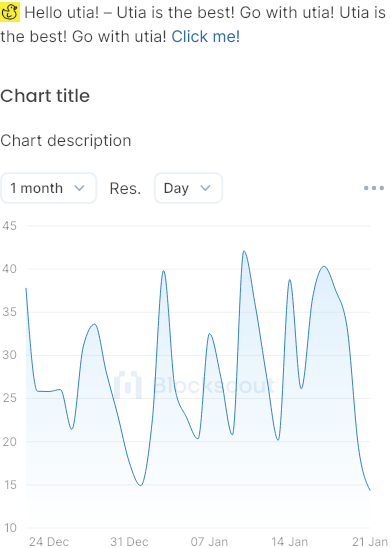 Hello utia! – Utia is the best! Go with utia! Utia is
the best! Go with utia! Click me!
Chart title
Chart description
1 month
Res.
Day
45
40
35
30
25
20
15
10
Blockscout
24 Dec
31 Dec
07 Jan
14 Jan
21 Jan